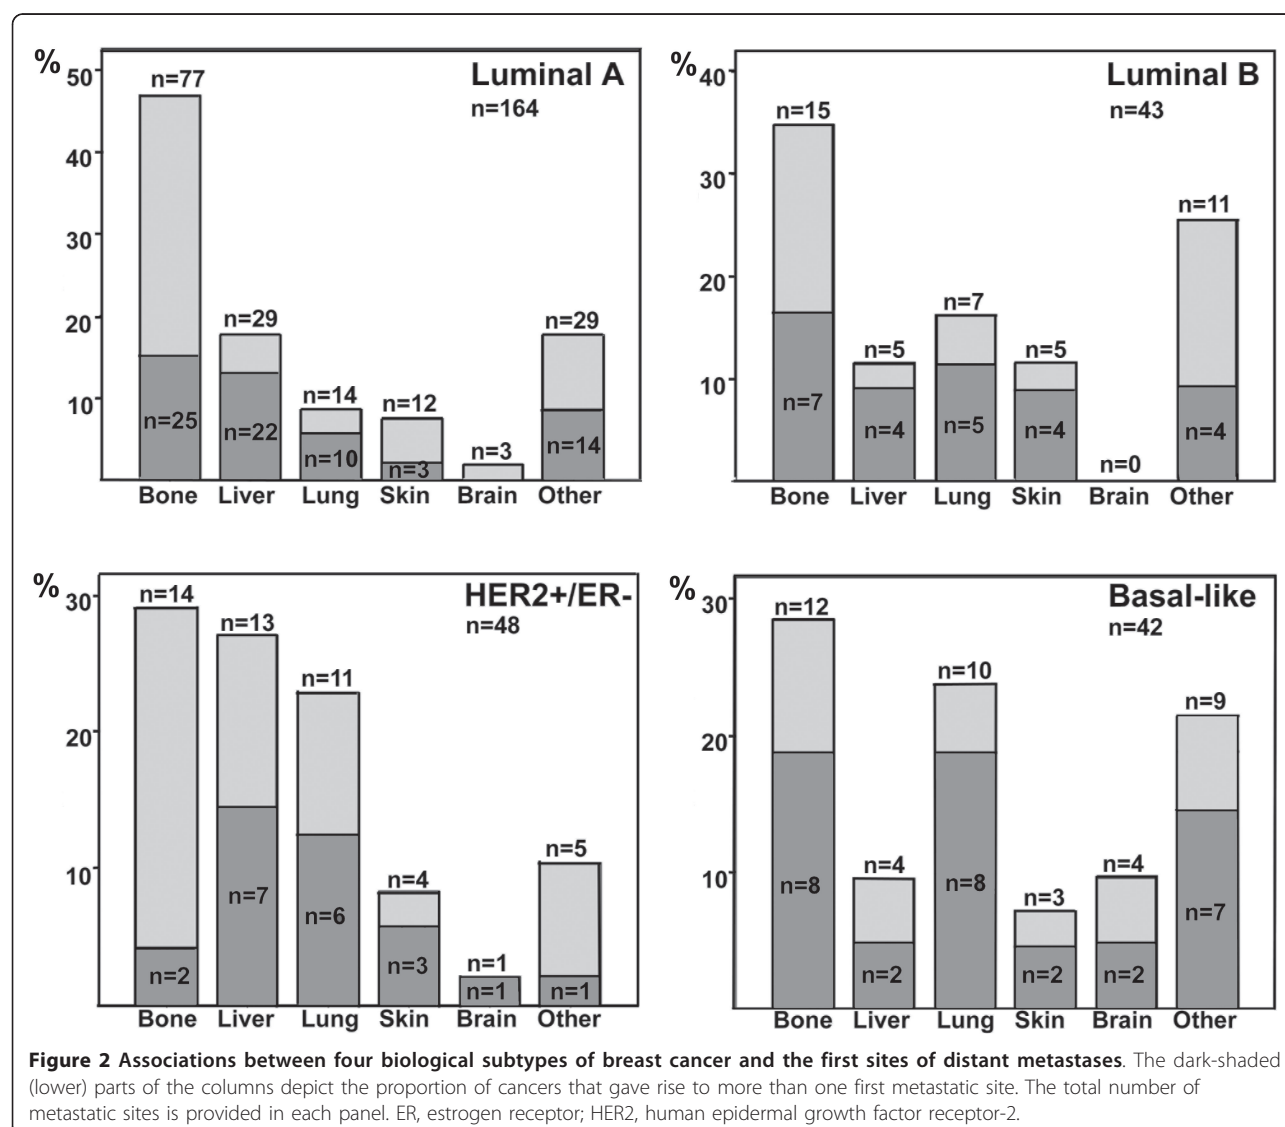 %
50
40
30
20
10
Luminal A
n=164
n=77
n=25
n=29
n=22
n=14
n=10
n=12
n=3
n=3
n=29
n=14
Bone Liver Lung Skin Brain Other
%
40
30
20
10
Luminal B
n=43
n=15
n=7
n=5
n=4
n=7
n=5
n=5
n=4
n=0
n=11
n=4
Bone Liver Lung Skin Brain Other
%
30
20
10
HER2+/ER-
n=48
n=14
n=2
n=13
n=7
n=11
n=6
n=4
n=3
n=1
n=1
n=5
n=1
Bone Liver Lung Skin Brain Other
%
30
20
10
Basal-like
n=42
n=12
n=8
n=4
n=2
n=10
n=8
n=3
n=2
n=4
n=2
n=9
n=7
Bone Liver Lung Skin Brain Other
Figure 2 Associations between four biological subtypes of breast cancer and the first sites of distant metastases. The dark-shaded
(lower) parts of the columns depict the proportion of cancers that gave rise to more than one first metastatic site. The total number of
metastatic sites is provided in each panel. ER, estrogen receptor; HER2, human epidermal growth factor receptor-2.